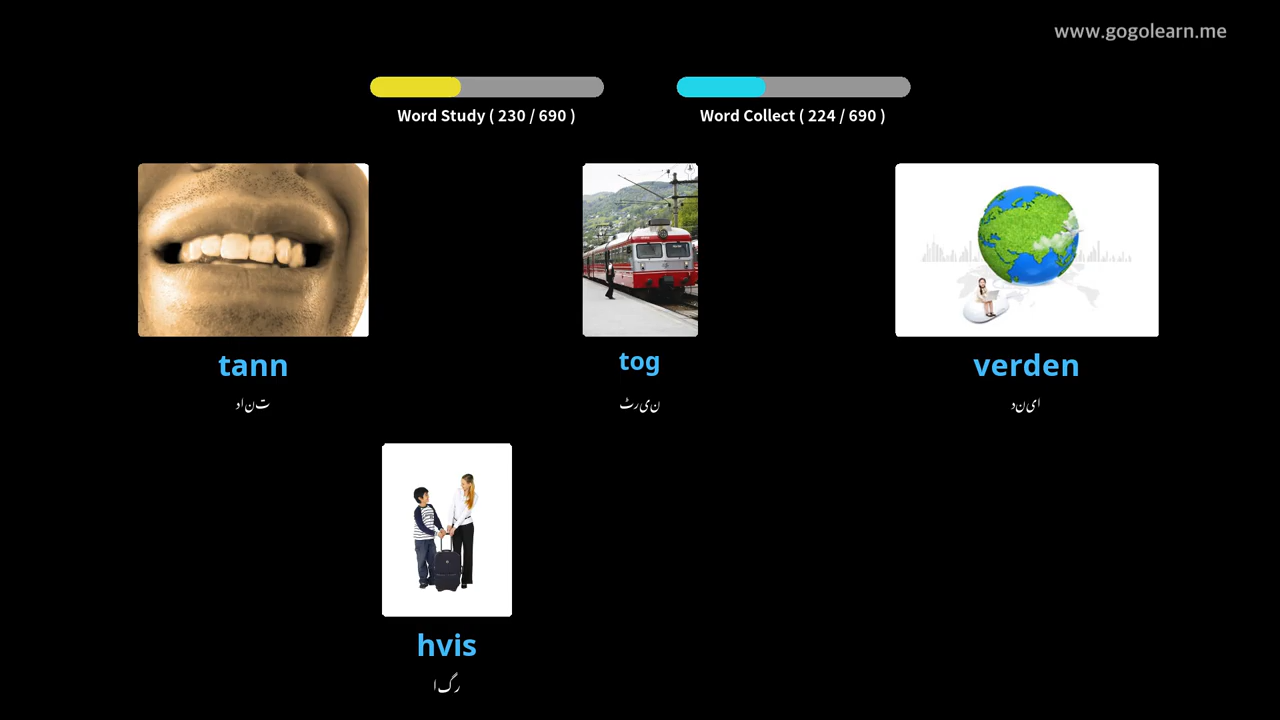 www.gogolearn.me
Word Study ( 230 / 690 )
Word Collect ( 224 / 690 )
tann
دانت
tog
ٹرین
verden
دنیا
hvis
اگر